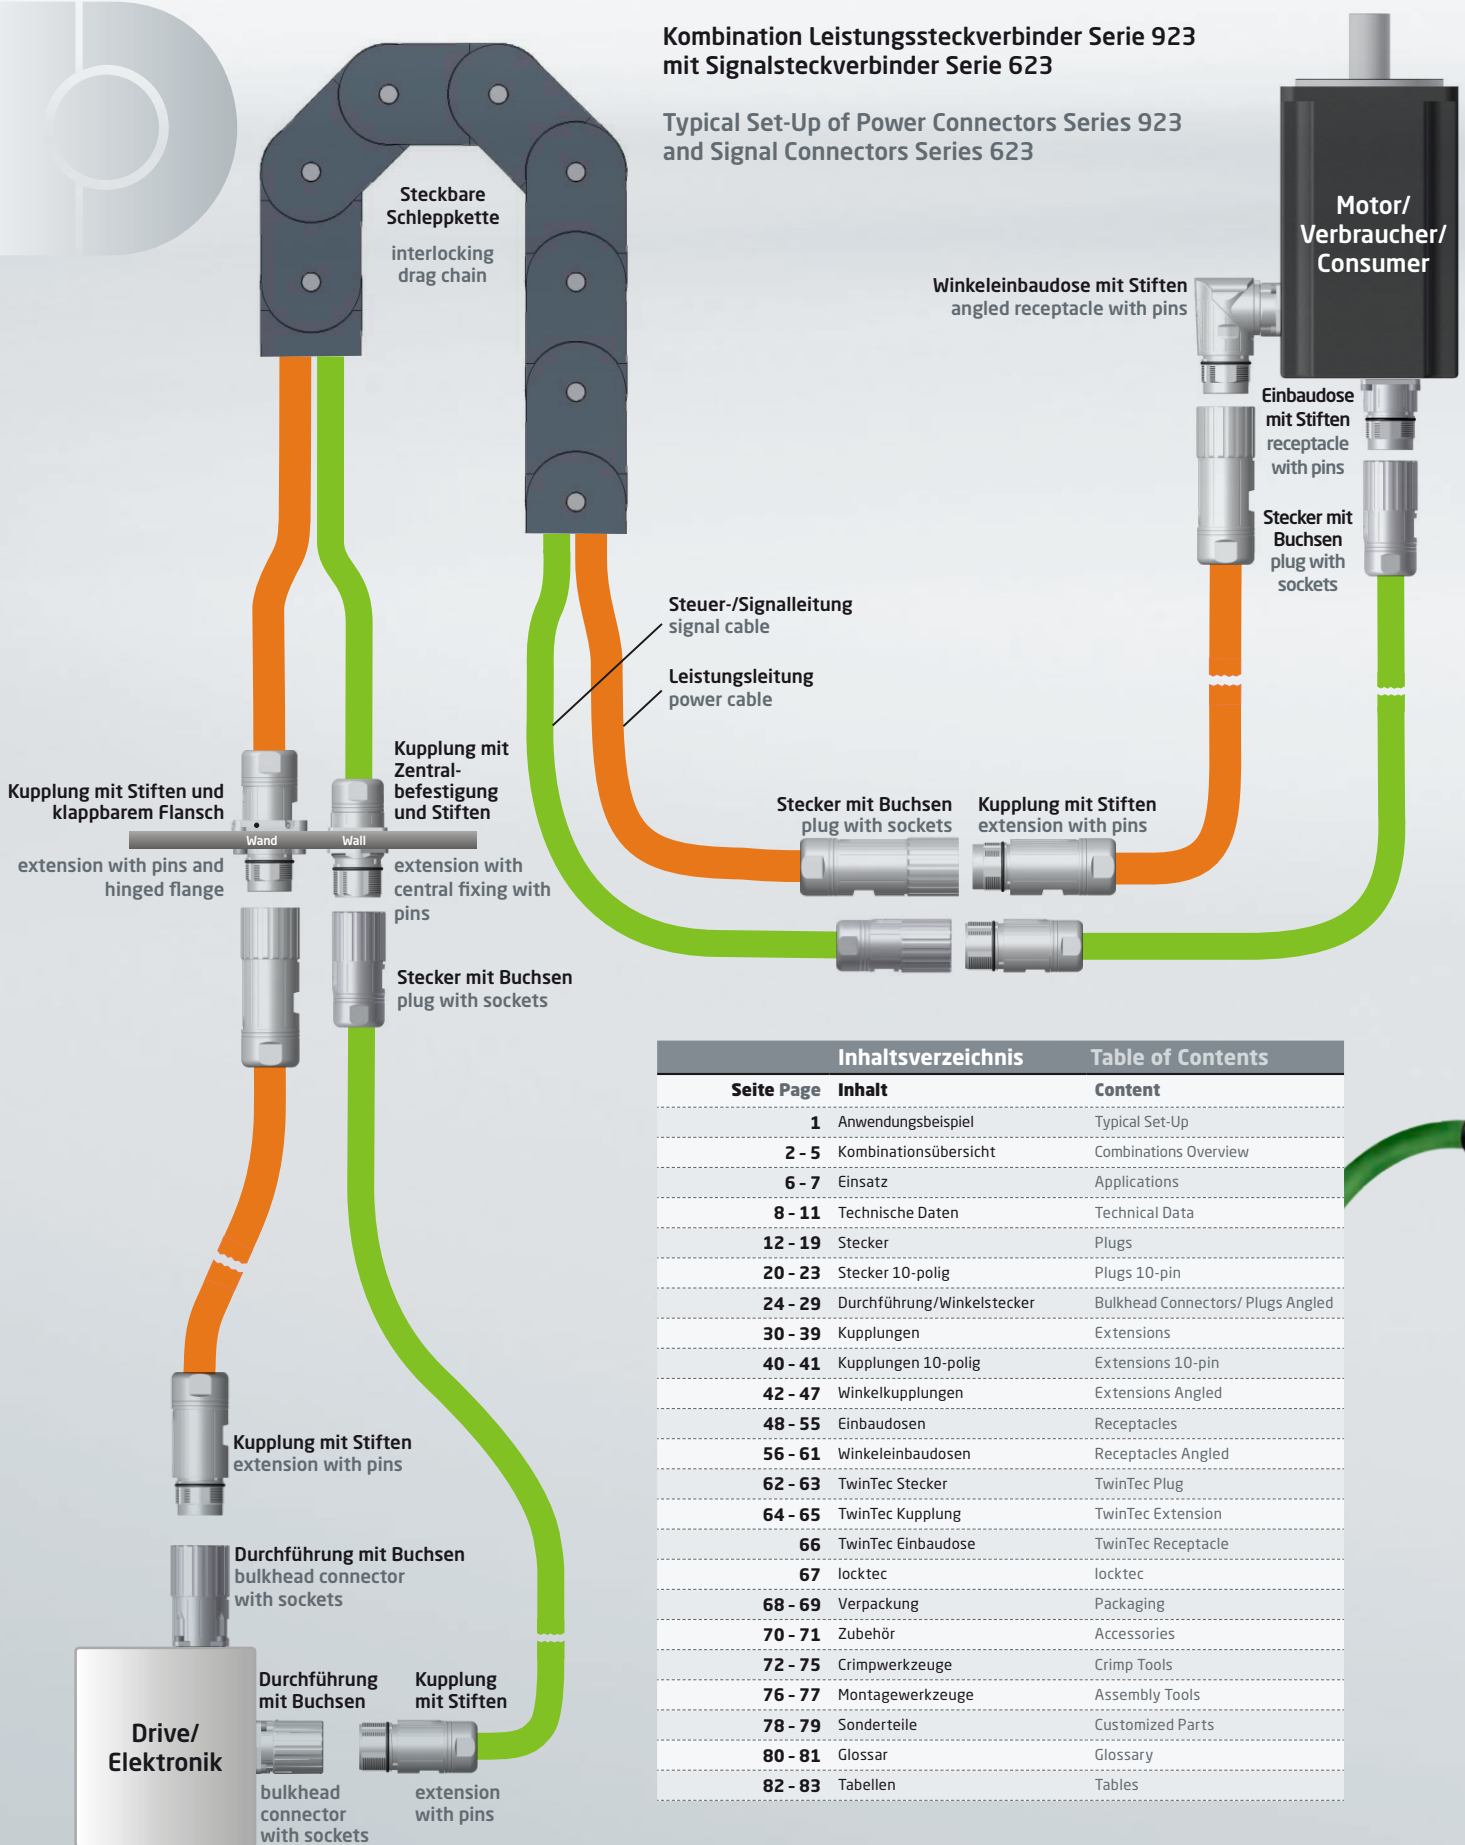 Kombination Leistungssteckverbinder Serie 923
mit Signalsteckverbinder Serie 623
Typical Set-Up of Power Connectors Series 923
and Signal Connectors Series 623
Steckbare
Schleppkette
interlocking
drag chain
Motor/
Verbraucher/
Consumer
Winkeleinbaudose mit Stiften
angled receptacle with pins
Einbaudose
mit Stiften
receptacle
with pins
Stecker mit
Buchsen
plug with
sockets
Steuer-/Signalleitung
signal cable
Leistungsleitung
power cable
Kupplung mit Stiften und
klappbarem Flansch
extension with pins and
hinged flange
Wand
Wall
Kupplung mit
Zentral-
befestigung
und Stiften
extension with
central fixing with
pins
Stecker mit Buchsen
plug with sockets
Kupplung mit Stiften
extension with pins
Stecker mit Buchsen
plug with sockets
Kupplung mit Stiften
extension with pins
Durchführung mit Buchsen
bulkhead connector
with sockets
Drive/
Elektronik
Durchführung
mit Buchsen
bulkhead
connector
with sockets
Kupplung
mit Stiften
extension
with pins
Inhaltsverzeichnis Table of Contents
Seite Page Inhalt Content
1 Anwendungsbeispiel Typical Set-Up
2 – 5 Kombinationsübersicht Combinations Overview
6 – 7 Einsatz Applications
8 – 11 Technische Daten Technical Data
12 – 19 Stecker Plugs
20 – 23 Stecker 10-polig Plugs 10-pin
24 – 29 Durchführung/Winkelstecker Bulkhead Connectors/ Plugs Angled
30 – 39 Kupplungen Extensions
40 – 41 Kupplungen 10-polig Extensions 10-pin
42 – 47 Winkelkupplungen Extensions Angled
48 – 55 Einbaudosen Receptacles
56 – 61 Winkeleinbaudosen Receptacles Angled
62 – 63 TwinTec Stecker TwinTec Plug
64 – 65 TwinTec Kupplung TwinTec Extension
66 TwinTec Einbaudose TwinTec Receptacle
67 locktec locktec
68 – 69 Verpackung Packaging
70 – 71 Zubehör Accessories
72 – 75 Crimpwerkzeuge Crimp Tools
76 – 77 Montagewerkzeuge Assembly Tools
78 – 79 Sonderteile Customized Parts
80 – 81 Glossar Glossary
82 – 83 Tabellen Tables